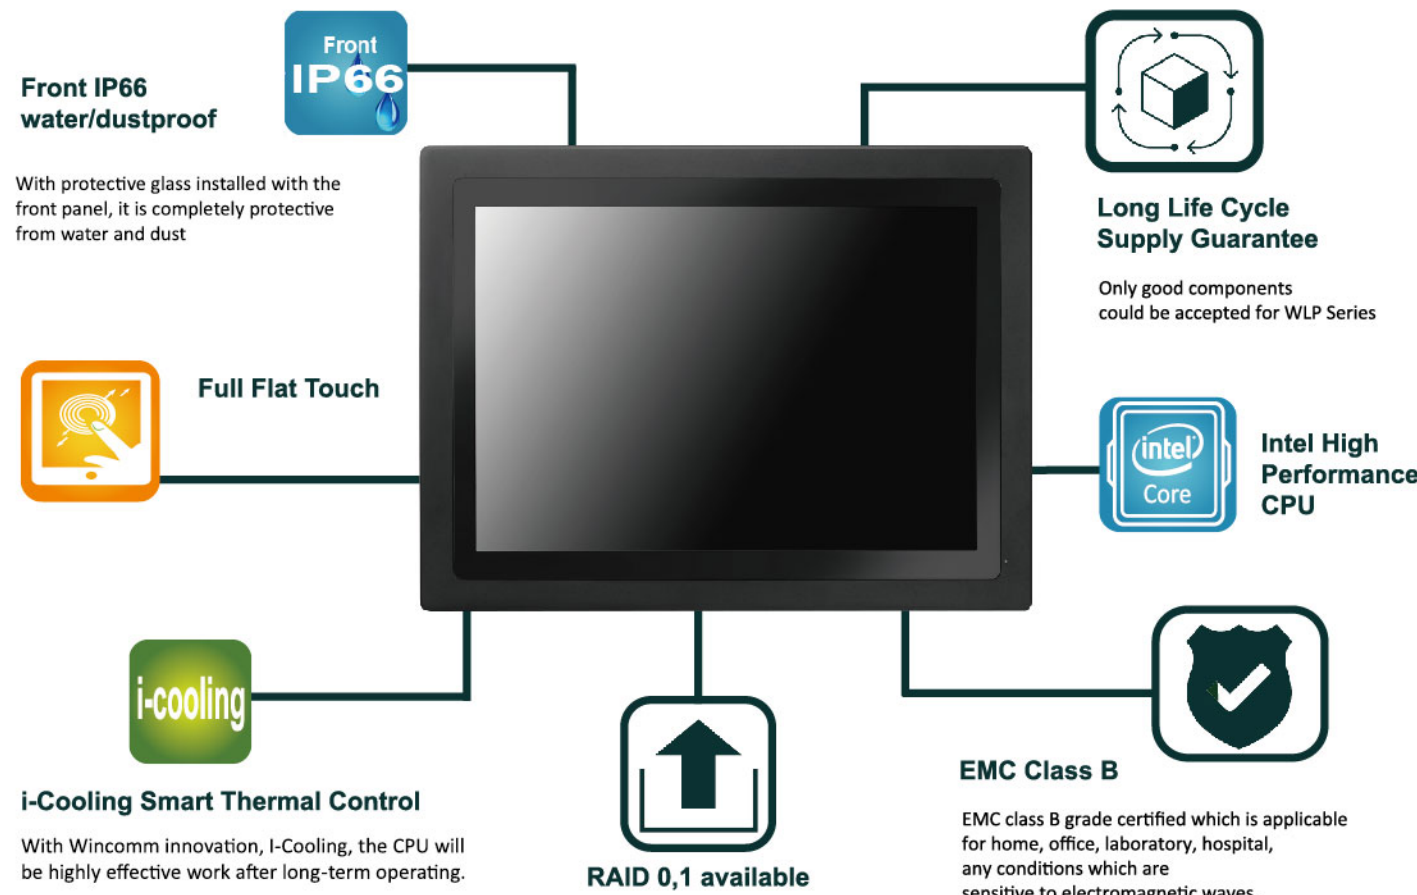 Front
IP66
Front IP66
water/dustproof
With protective glass installed with the
front panel, it is completely protective
from water and dust
Long Life Cycle
Supply Guarantee
Only good components
could be accepted for WLP Series
Full Flat Touch
intel
Core
Intel High
Performance
CPU
i-cooling
i-Cooling Smart Thermal Control
With Wincomm innovation, I-Cooling, the CPU will
be highly effective work after long-term operating.
RAID 0,1 available
EMC Class B
EMC class B grade certified which is applicable
for home, office, laboratory, hospital,
any conditions which are
sensitive to electromagnetic waves